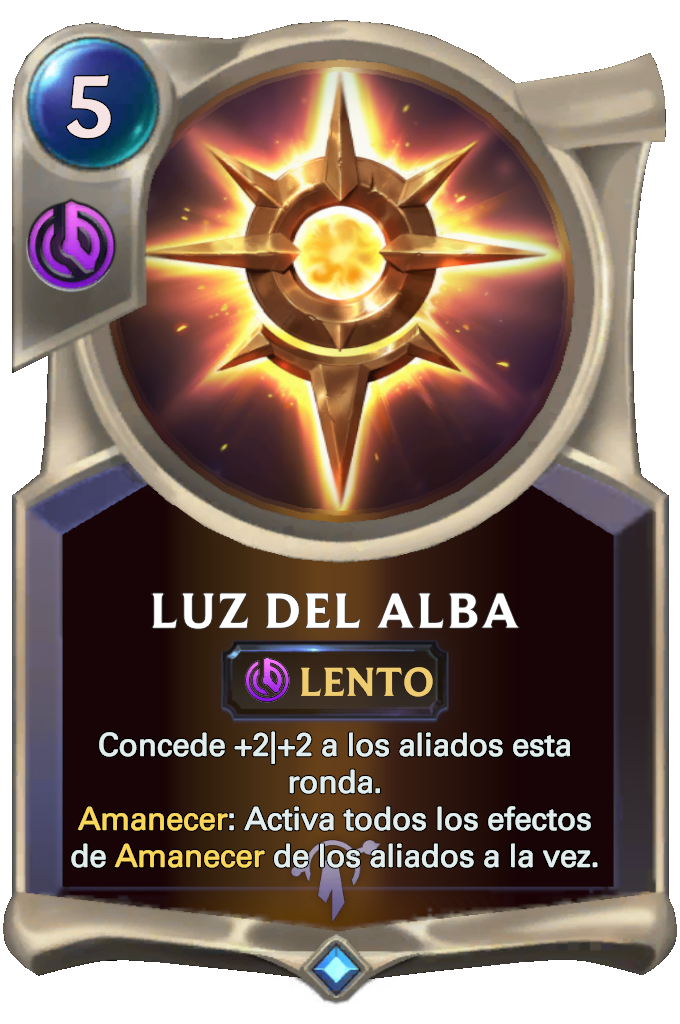 5
LUZ DEL ALBA
LENTO
Concede +2|+2 a los aliados esta
ronda.
Amanecer: Activa todos los efectos
de Amanecer de los aliados a la vez.